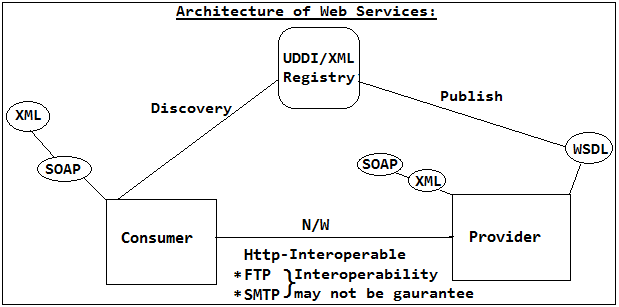 Architecture of Web Services:
UDDI/XML
Registry
Discovery
Publish
XML
SOAP
WSDL
SOAP
XML
Consumer
N/W
Provider
Http-Interoperable
*FTP } Interoperability
*SMTP may not be gaurantee